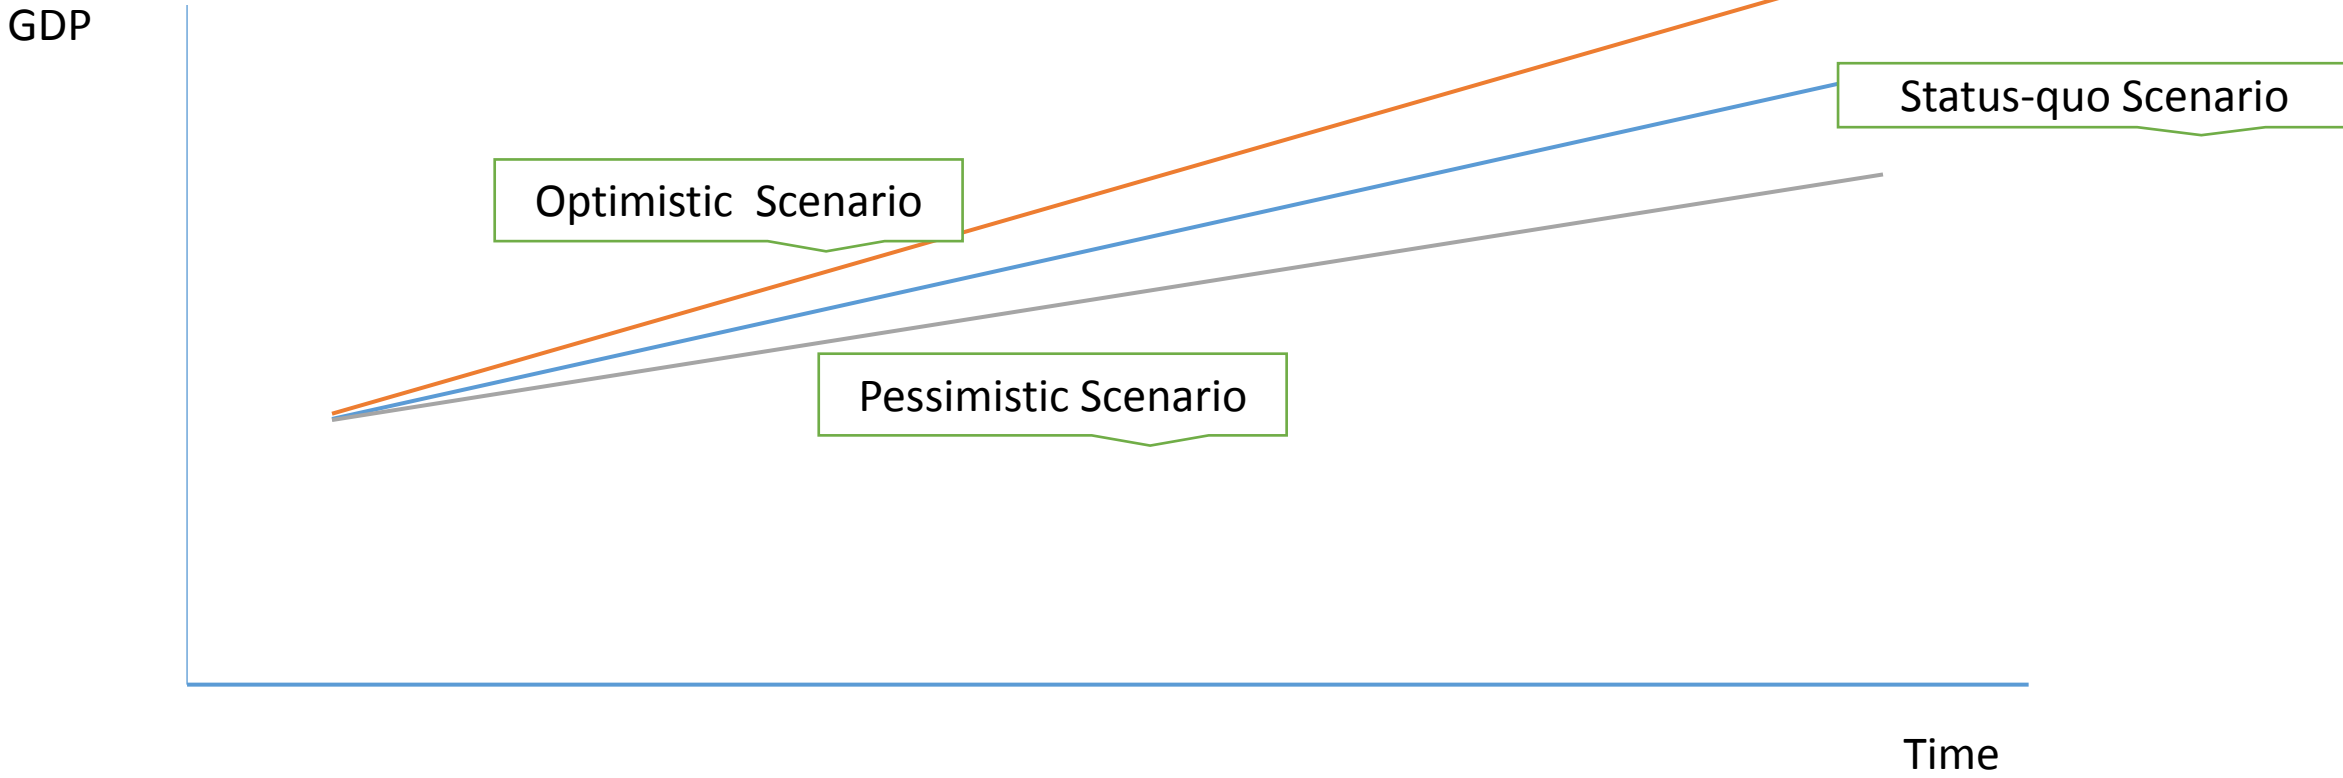 GDP
Status-quo Scenario
Optimistic  Scenario
Pessimistic Scenario
Time